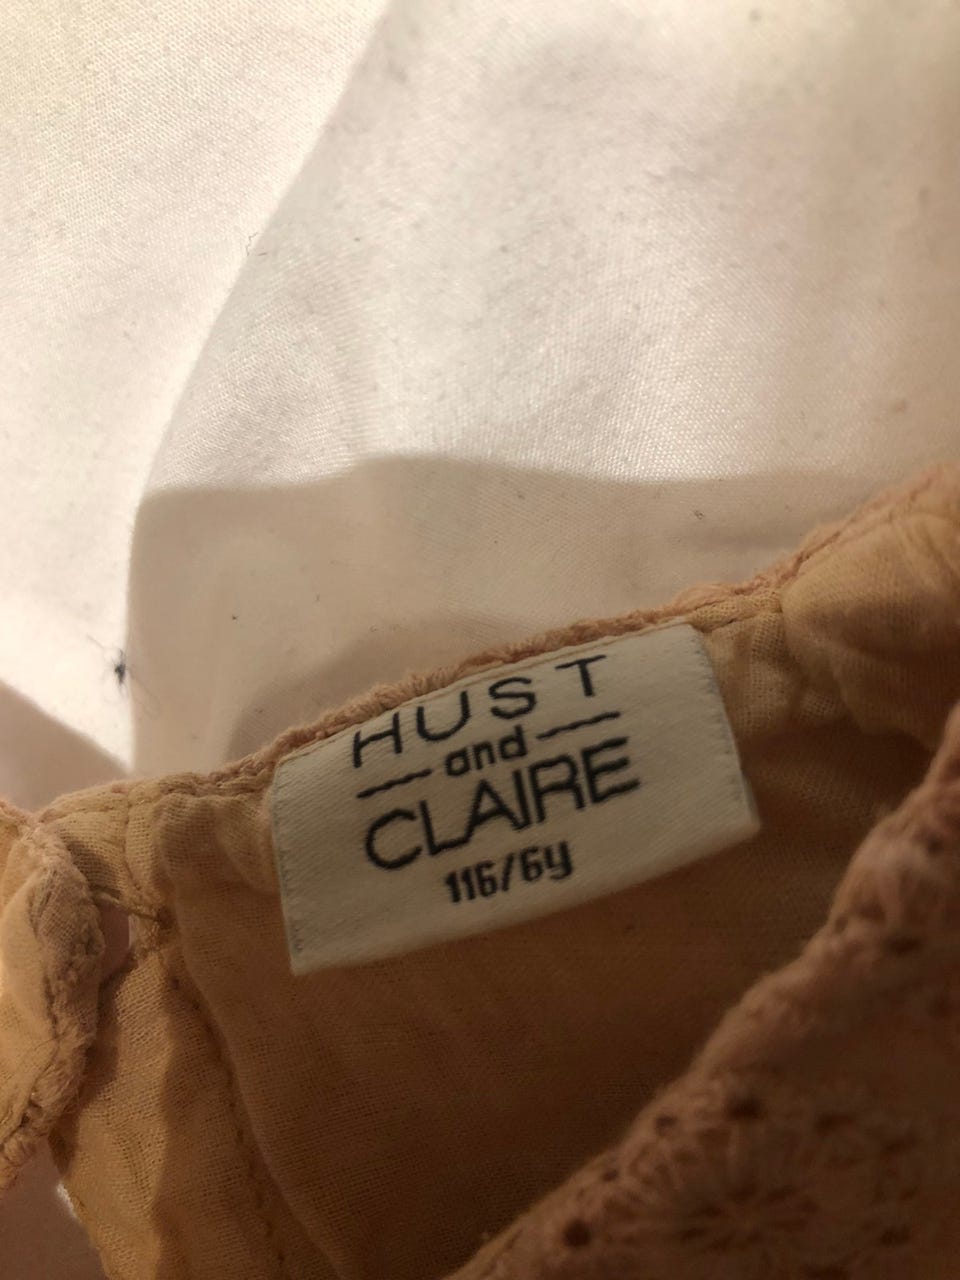 HUST
and
CLAIRE
116/6y